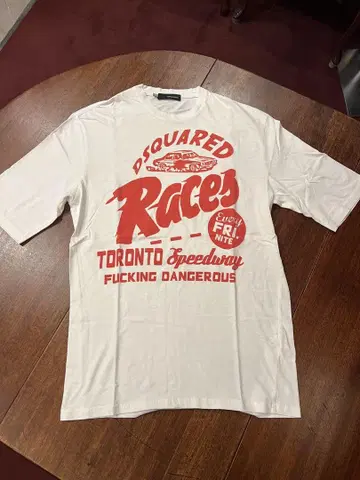 DSQUARED
Races
Every
FRI.
NITE
TORONTO Speedway
FUCKING DANGEROUS